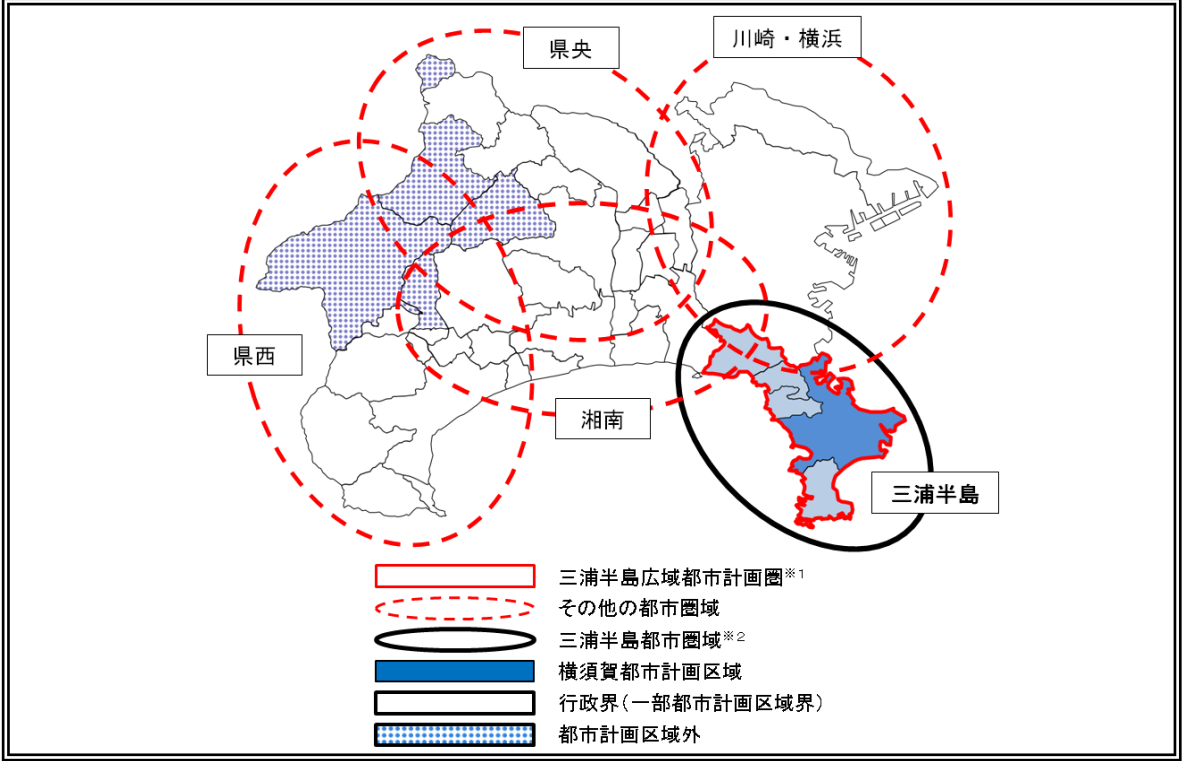 県央
川崎・横浜
県西
湘南
三浦半島
三浦半島広域都市計画圏※1
その他の都市圏域
三浦半島都市圏域※2
横須賀都市計画区域
行政界(一部都市計画区域界)
都市計画区域外